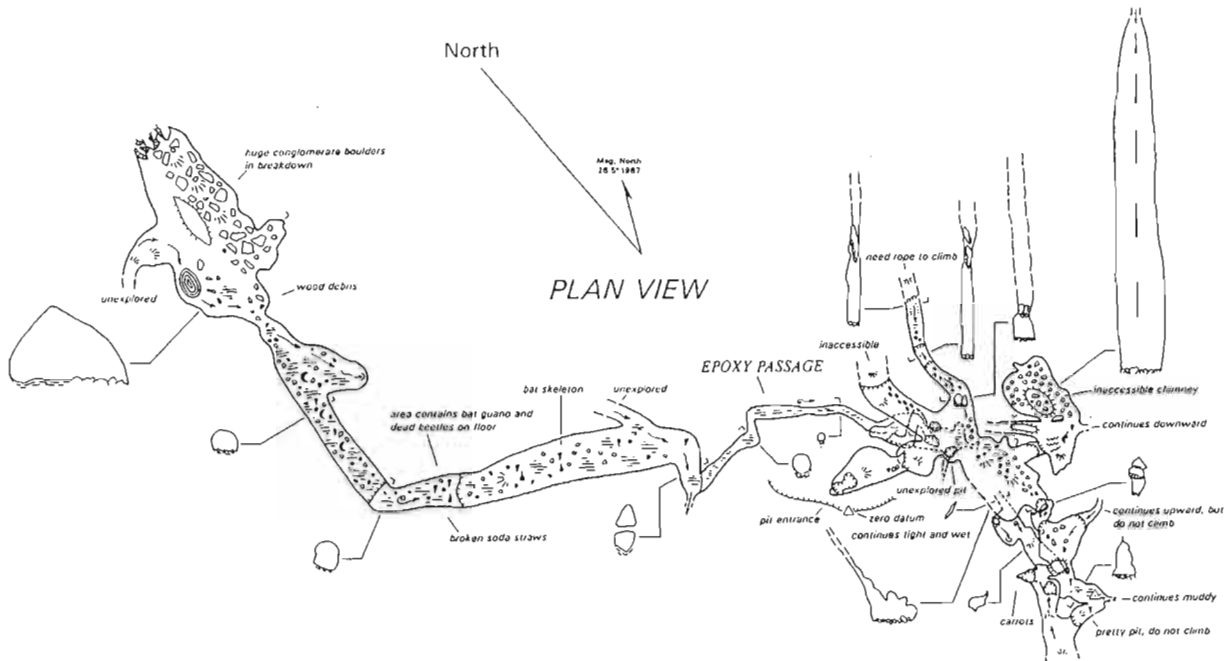 North
Mag. North
26.5° 1987
PLAN VIEW
huge conglomerate boulders
in breakdown
unexplored
wood debris
need rope to climb
inaccessible
EPOXY PASSAGE
inaccessible chimney
continues downward
bat skeleton
unexplored
area contains bat guano and
dead beetles on floor
unexplored pit
pit entrance
zero datum
continues tight and wet
continues upward, but
do not climb
broken soda straws
continues muddy
carrots
pretty pit, do not climb